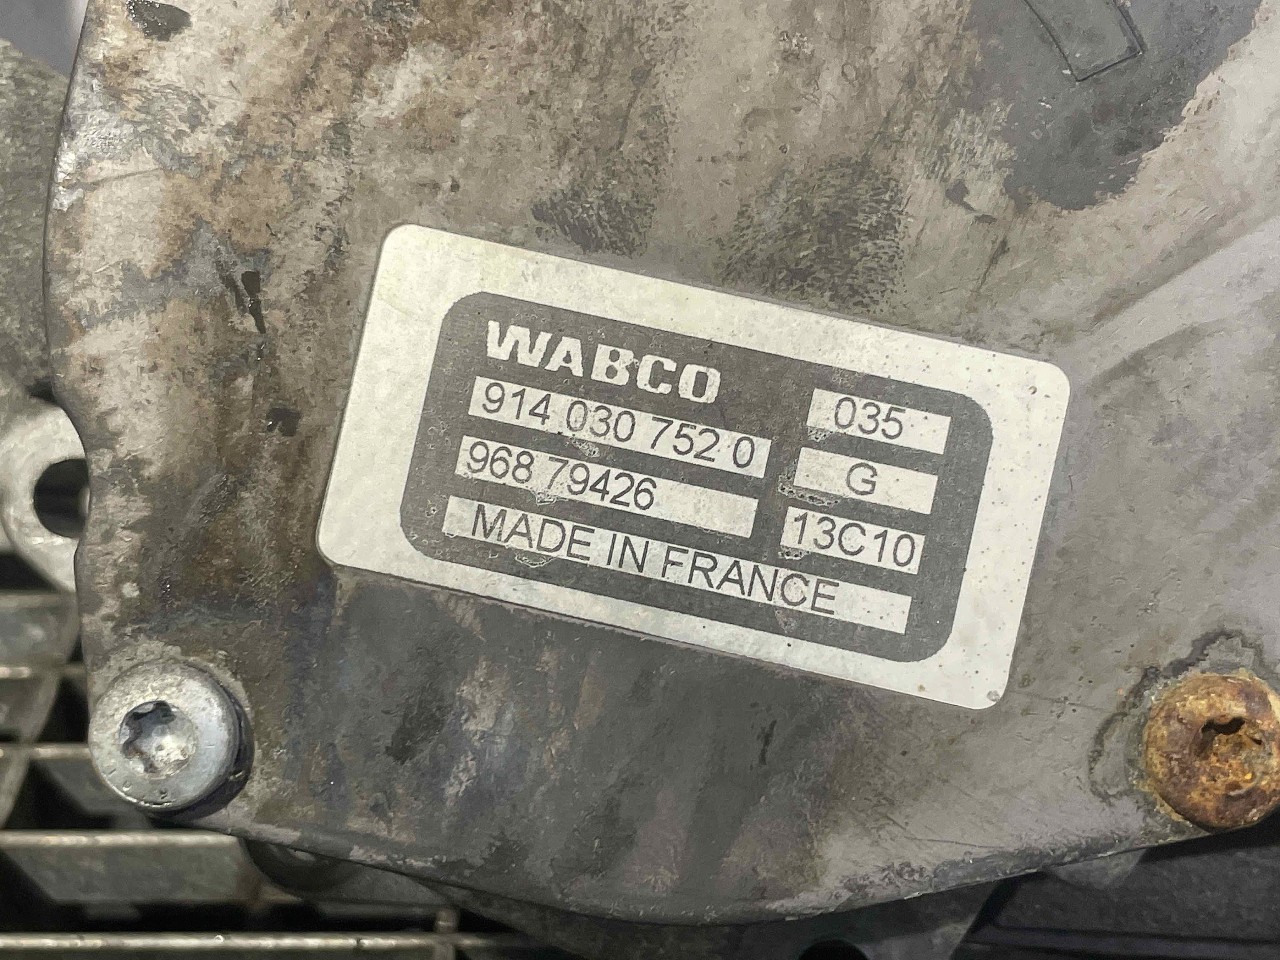 WABCO
914 030 752 0
035
968 79426
G
MADE IN FRANCE
13C10